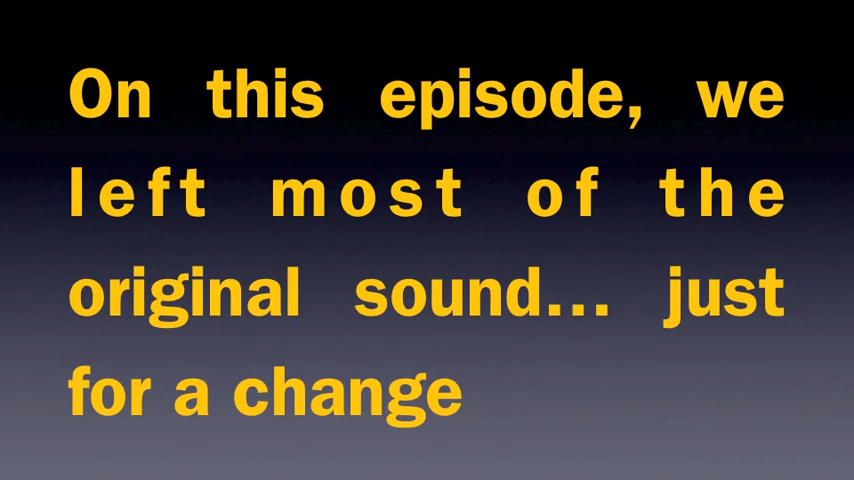 On this episode, we
left most of the
original sound... just
for a change